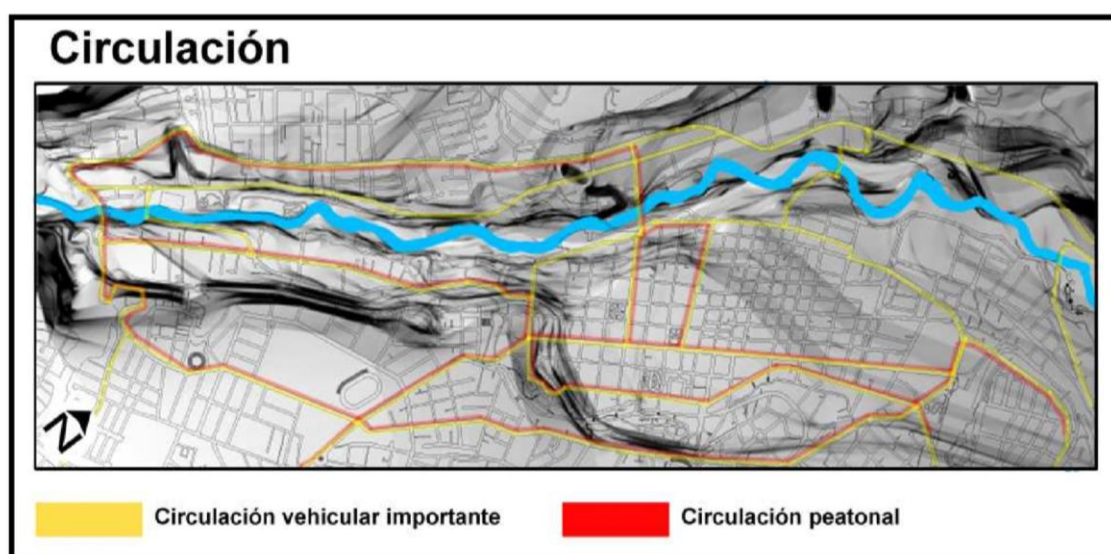 Circulación
N
Circulación vehicular importante
Circulación peatonal